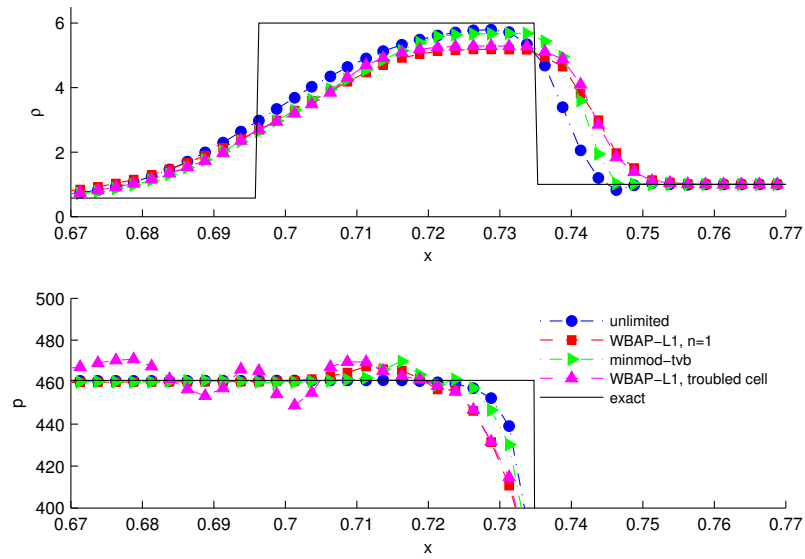 6
4
2
0
ρ
0.67 0.68 0.69 0.7 0.71 0.72 0.73 0.74 0.75 0.76 0.77
x
500
480
460
440
420
400
p
unlimited
WBAP-L1, n=1
minmod-tvb
WBAP-L1, troubled cell
exact
0.67 0.68 0.69 0.7 0.71 0.72 0.73 0.74 0.75 0.76 0.77
x